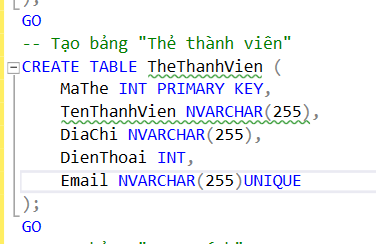 );
GO
-- Tạo bảng "Thẻ thành viên"
CREATE TABLE TheThanhVien (
MaThe INT PRIMARY KEY,
TenThanhVien NVARCHAR(255),
DiaChi NVARCHAR(255),
DienThoai INT,
Email NVARCHAR(255)UNIQUE
);
GO